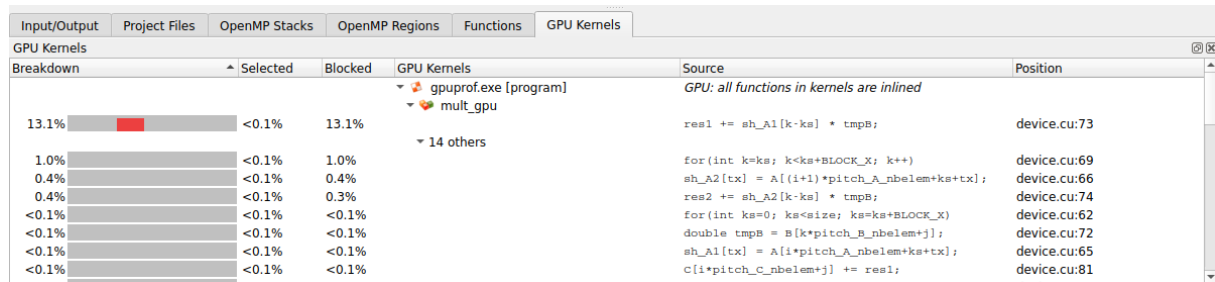 Input/Output Project Files OpenMP Stacks OpenMP Regions Functions GPU Kernels
GPU Kernels
Breakdown Selected Blocked GPU Kernels Source Position
gpuprof.exe [program] GPU: all functions in kernels are inlined
mult_gpu
13.1% <0.1% 13.1% res1 += sh_A1[k-ks] * tmpB; device.cu:73
14 others
1.0% <0.1% 1.0% for(int k=ks; k<ks+BLOCK_X; k++) device.cu:69
0.4% <0.1% 0.4% sh_A2[tx] = A[(i+1)*pitch_A_nbelem+ks+tx]; device.cu:66
0.4% <0.1% 0.3% res2 += sh_A2[k-ks] * tmpB; device.cu:74
<0.1% <0.1% <0.1% for(int ks=0; ks<size; ks=ks+BLOCK_X) device.cu:62
<0.1% <0.1% <0.1% double tmpB = B[k*pitch_B_nbelem+j]; device.cu:72
<0.1% <0.1% <0.1% sh_A1[tx] = A[i*pitch_A_nbelem+ks+tx]; device.cu:65
<0.1% <0.1% <0.1% C[i*pitch_C_nbelem+j] += res1; device.cu:81